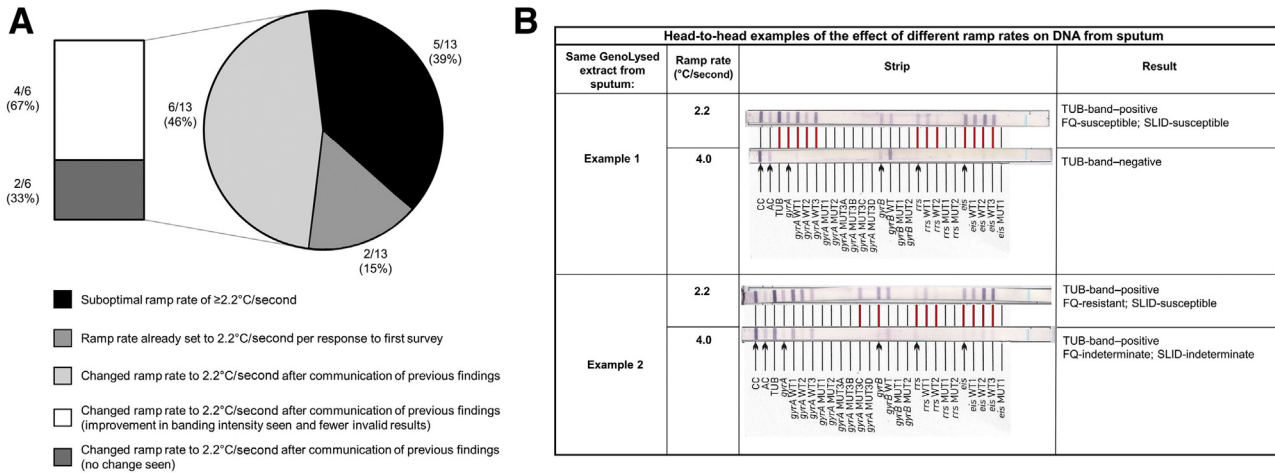 A
4/6
(67%)
2/6
(33%)
6/13
(46%)
5/13
(39%)
2/13
(15%)
Suboptimal ramp rate of ≥2.2°C/second
Ramp rate already set to 2.2°C/second per response to first survey
Changed ramp rate to 2.2°C/second after communication of previous findings
Changed ramp rate to 2.2°C/second after communication of previous findings
(improvement in banding intensity seen and fewer invalid results)
Changed ramp rate to 2.2°C/second after communication of previous findings
(no change seen)
B
Head-to-head examples of the effect of different ramp rates on DNA from sputum
Same GenoLysed
extract from
sputum:
Ramp rate
(°C/second)
Strip
Result
Example 1
2.2
TUB-band–positive
FQ-susceptible; SLID-susceptible
4.0
TUB-band–negative
CC
AC
TUB
gyrA
gyrA WT1
gyrA WT2
gyrA WT3
gyrA MUT1
gyrA MUT2
gyrA MUT3A
gyrA MUT3B
gyrA MUT3C
gyrA MUT3D
gyrB
gyrB WT
gyrB MUT1
gyrB MUT2
rrs
rrs WT1
rrs WT2
rrs MUT1
rrs MUT2
eis
eis WT1
eis WT2
eis WT3
eis MUT1
Example 2
2.2
TUB-band–positive
FQ-resistant; SLID-susceptible
4.0
TUB-band–positive
FQ-indeterminate; SLID-indeterminate
CC
AC
TUB
gyrA
gyrA WT1
gyrA WT2
gyrA WT3
gyrA MUT1
gyrA MUT2
gyrA MUT3A
gyrA MUT3B
gyrA MUT3C
gyrA MUT3D
gyrB
gyrB WT
gyrB MUT1
gyrB MUT2
rrs
rrs WT1
rrs WT2
rrs MUT1
rrs MUT2
eis
eis WT1
eis WT2
eis WT3
eis MUT1